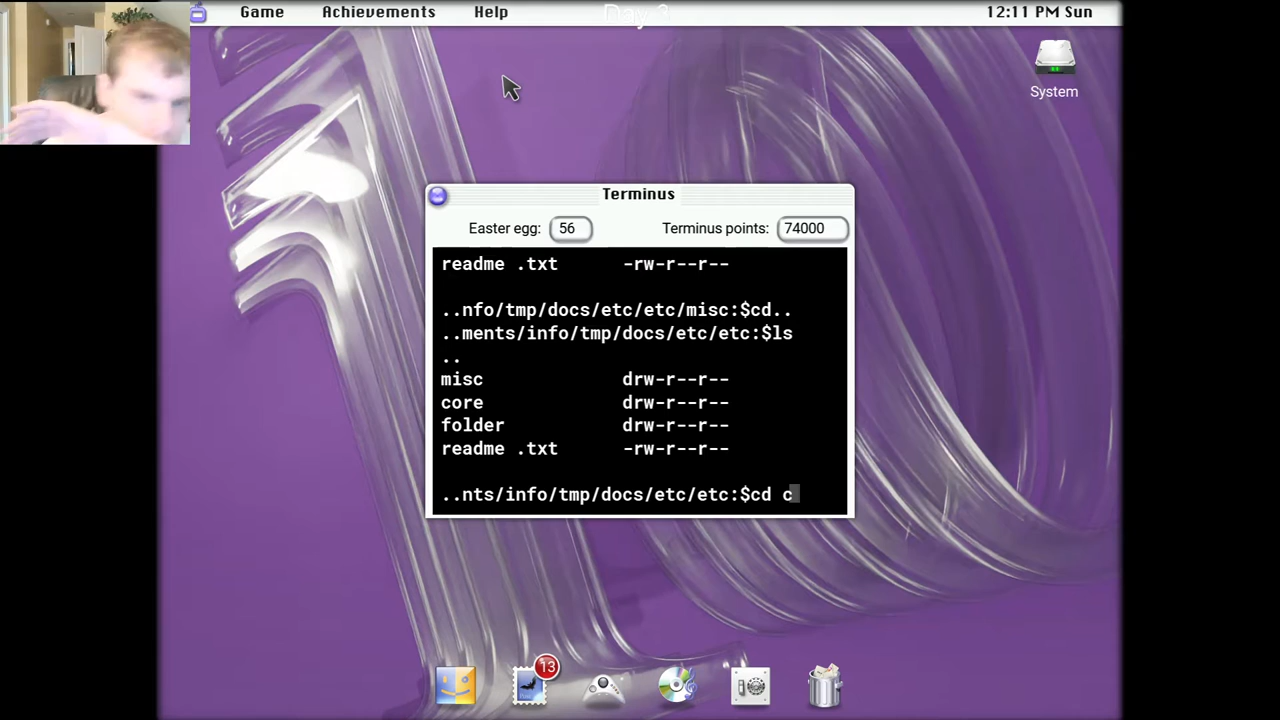 Game Achievements Help Day 3 12:11 PM Sun
System
Terminus
Easter egg: 56 Terminus points: 74000
readme .txt -rw-r--r--
..nfo/tmp/docs/etc/etc/misc:$cd..
..ments/info/tmp/docs/etc/etc:$ls
..
misc drw-r--r--
core drw-r--r--
folder drw-r--r--
readme .txt -rw-r--r--
..nts/info/tmp/docs/etc/etc:$cd c
13